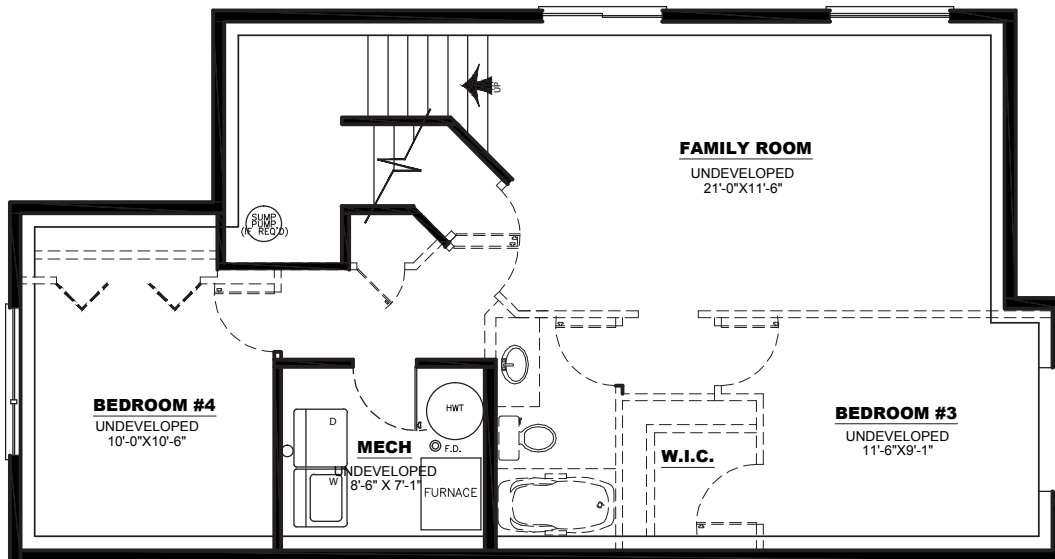 UP
FAMILY ROOM
UNDEVELOPED
21'-0"X11'-6"
SUMP
PUMP
(IF REQ'D)
BEDROOM #4
UNDEVELOPED
10'-0"X10'-6"
D
W
MECH
UNDEVELOPED
8'-6" X 7'-1"
HWT
F.D.
FURNACE
W.I.C.
BEDROOM #3
UNDEVELOPED
11'-6"X9'-1"